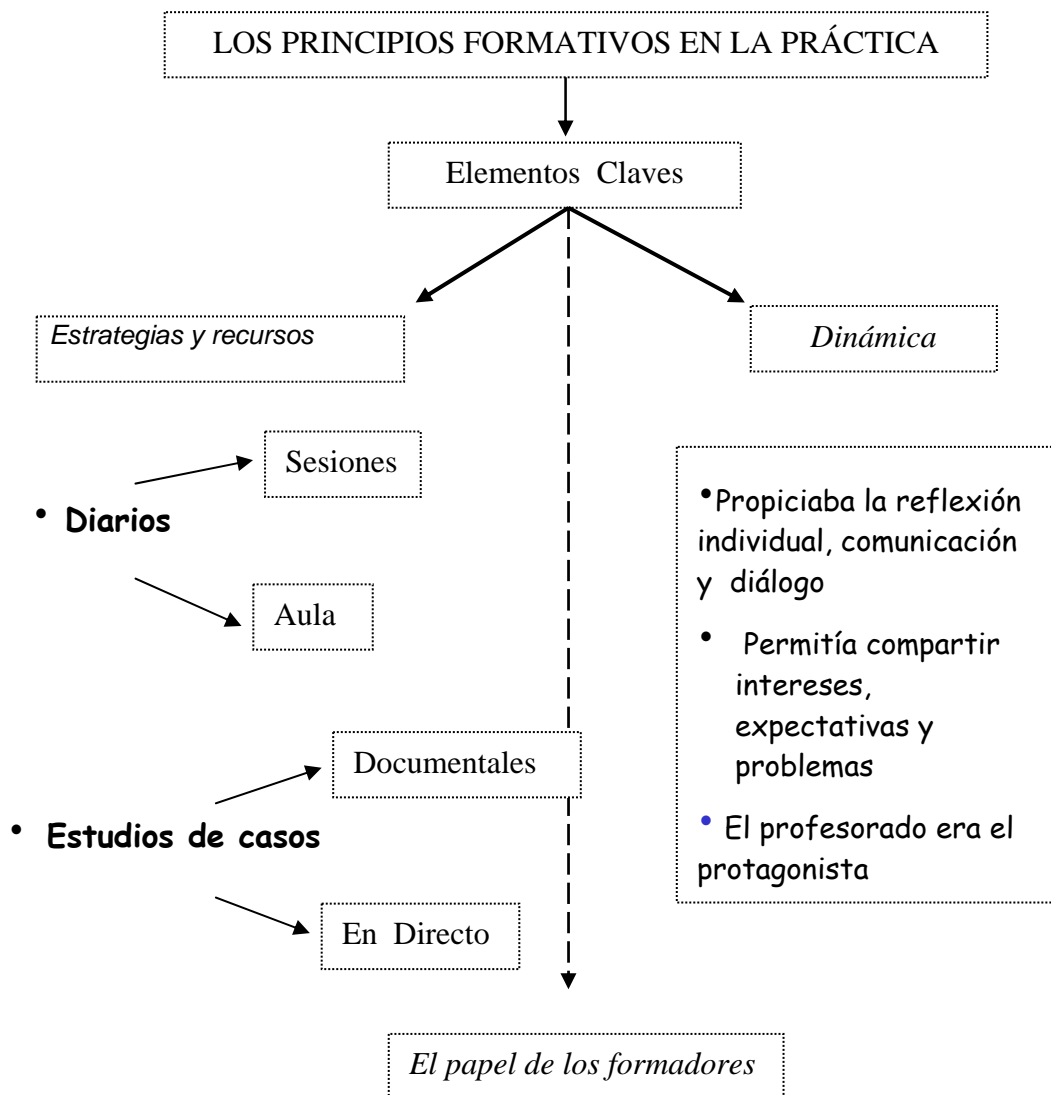 LOS PRINCIPIOS FORMATIVOS EN LA PRÁCTICA
Elementos Claves
Estrategias y recursos
Dinámica
Sesiones
• Diarios
Aula
Documentales
• Estudios de casos
En Directo
•Propiciaba la reflexión
individual, comunicación
y diálogo
• Permitía compartir
intereses,
expectativas y
problemas
• El profesorado era el
protagonista
El papel de los formadores